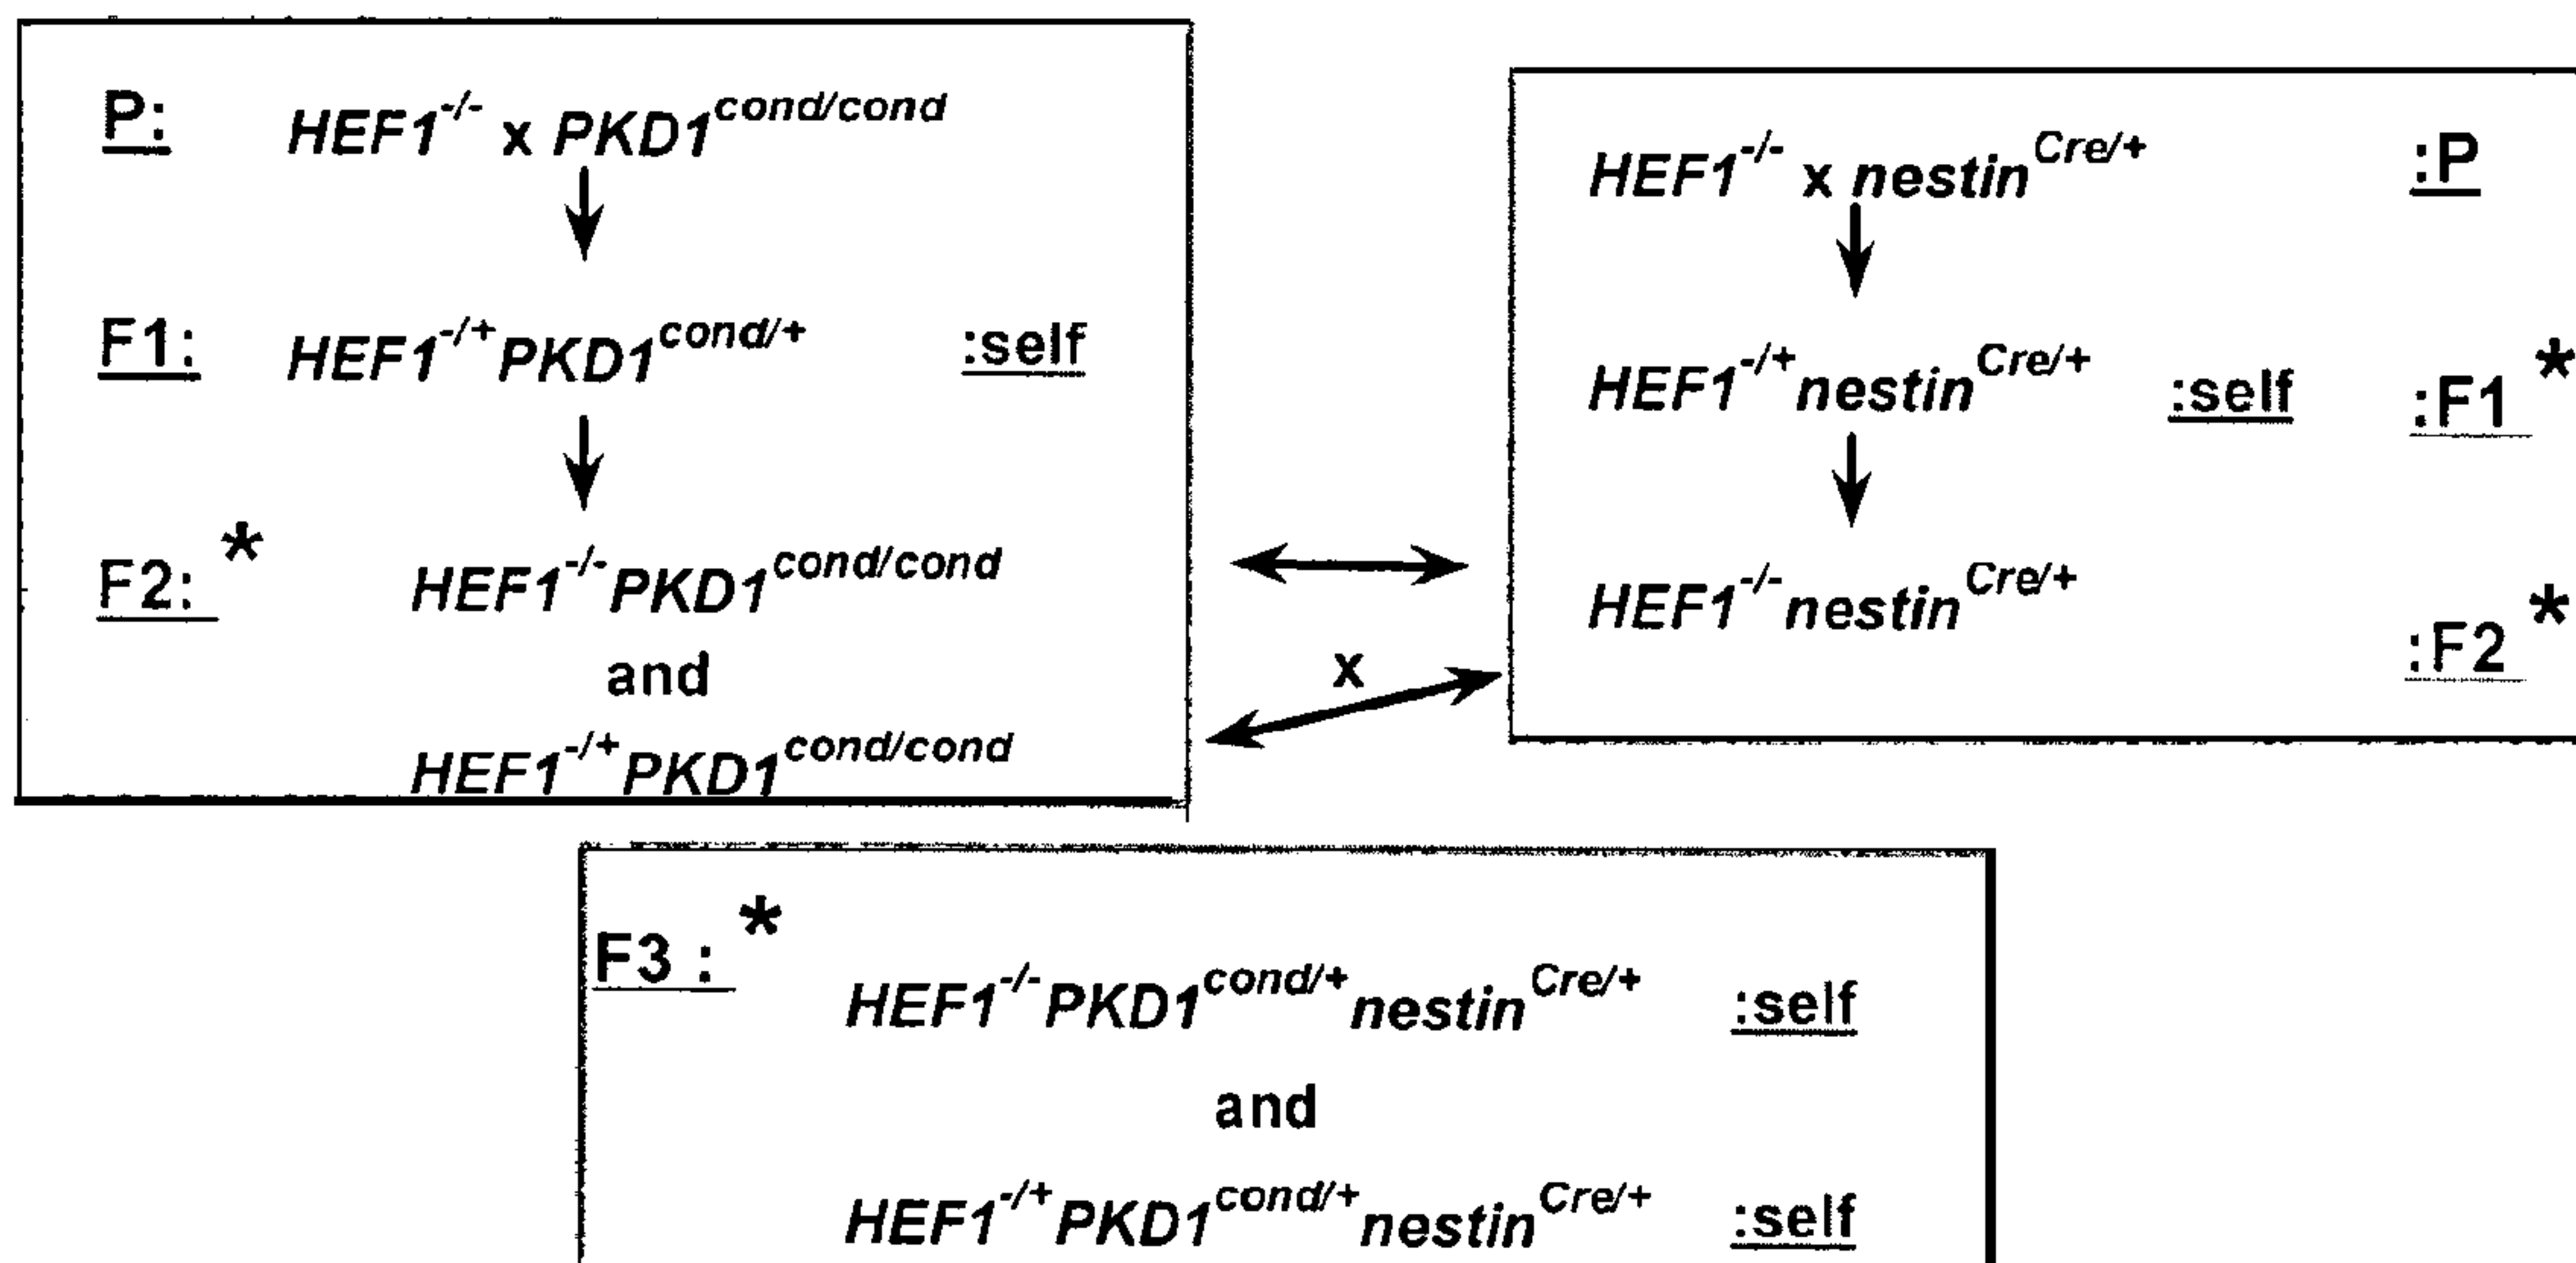 P: HEF1-/- x PKD1cond/cond
F1: HEF1-/+PKD1cond/+ :self
F2: * HEF1-/-PKD1cond/cond
and
HEF1-/+PKD1cond/cond
x
HEF1-/- x nestinCre/+ :P
HEF1-/+nestinCre/+ :self :F1 *
HEF1-/-nestinCre/+
:F2 *
F3 : *
HEF1-/-PKD1cond/+nestinCre/+ :self
and
HEF1-/+PKD1cond/+nestinCre/+ :self